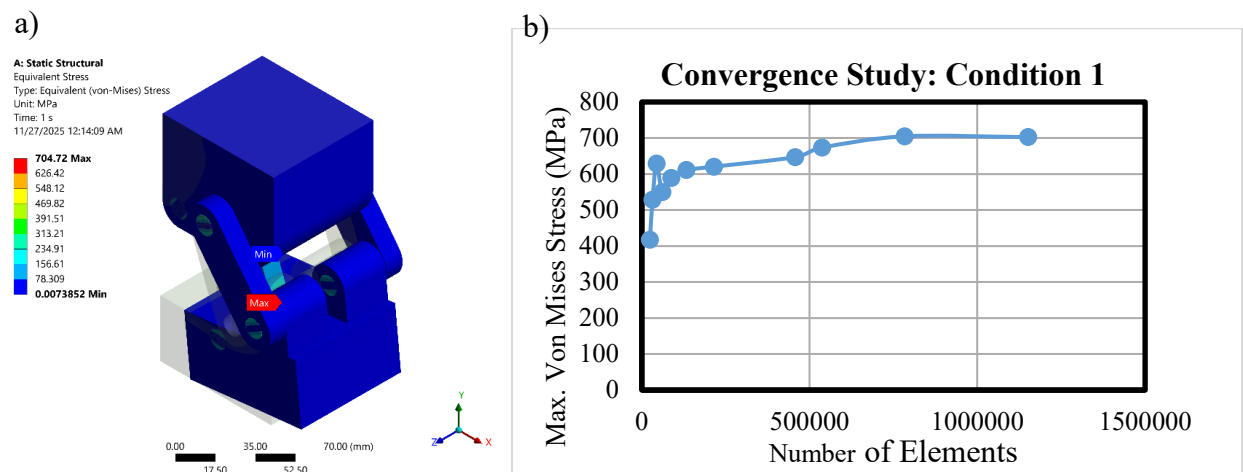 a)
A: Static Structural
Equivalent Stress
Type: Equivalent (von-Mises) Stress
Unit: MPa
Time: 1 s
11/27/2025 12:14:09 AM
704.72 Max
626.42
548.12
469.82
391.51
313.21
234.91
156.61
78.309
0.0073852 Min
Min
Max
0.00 35.00 70.00 (mm)
17.50 52.50
Y
Z X
b)
Convergence Study: Condition 1
Max. Von Mises Stress (MPa)
800
700
600
500
400
300
200
100
0
0 500000 1000000 1500000
Number of Elements